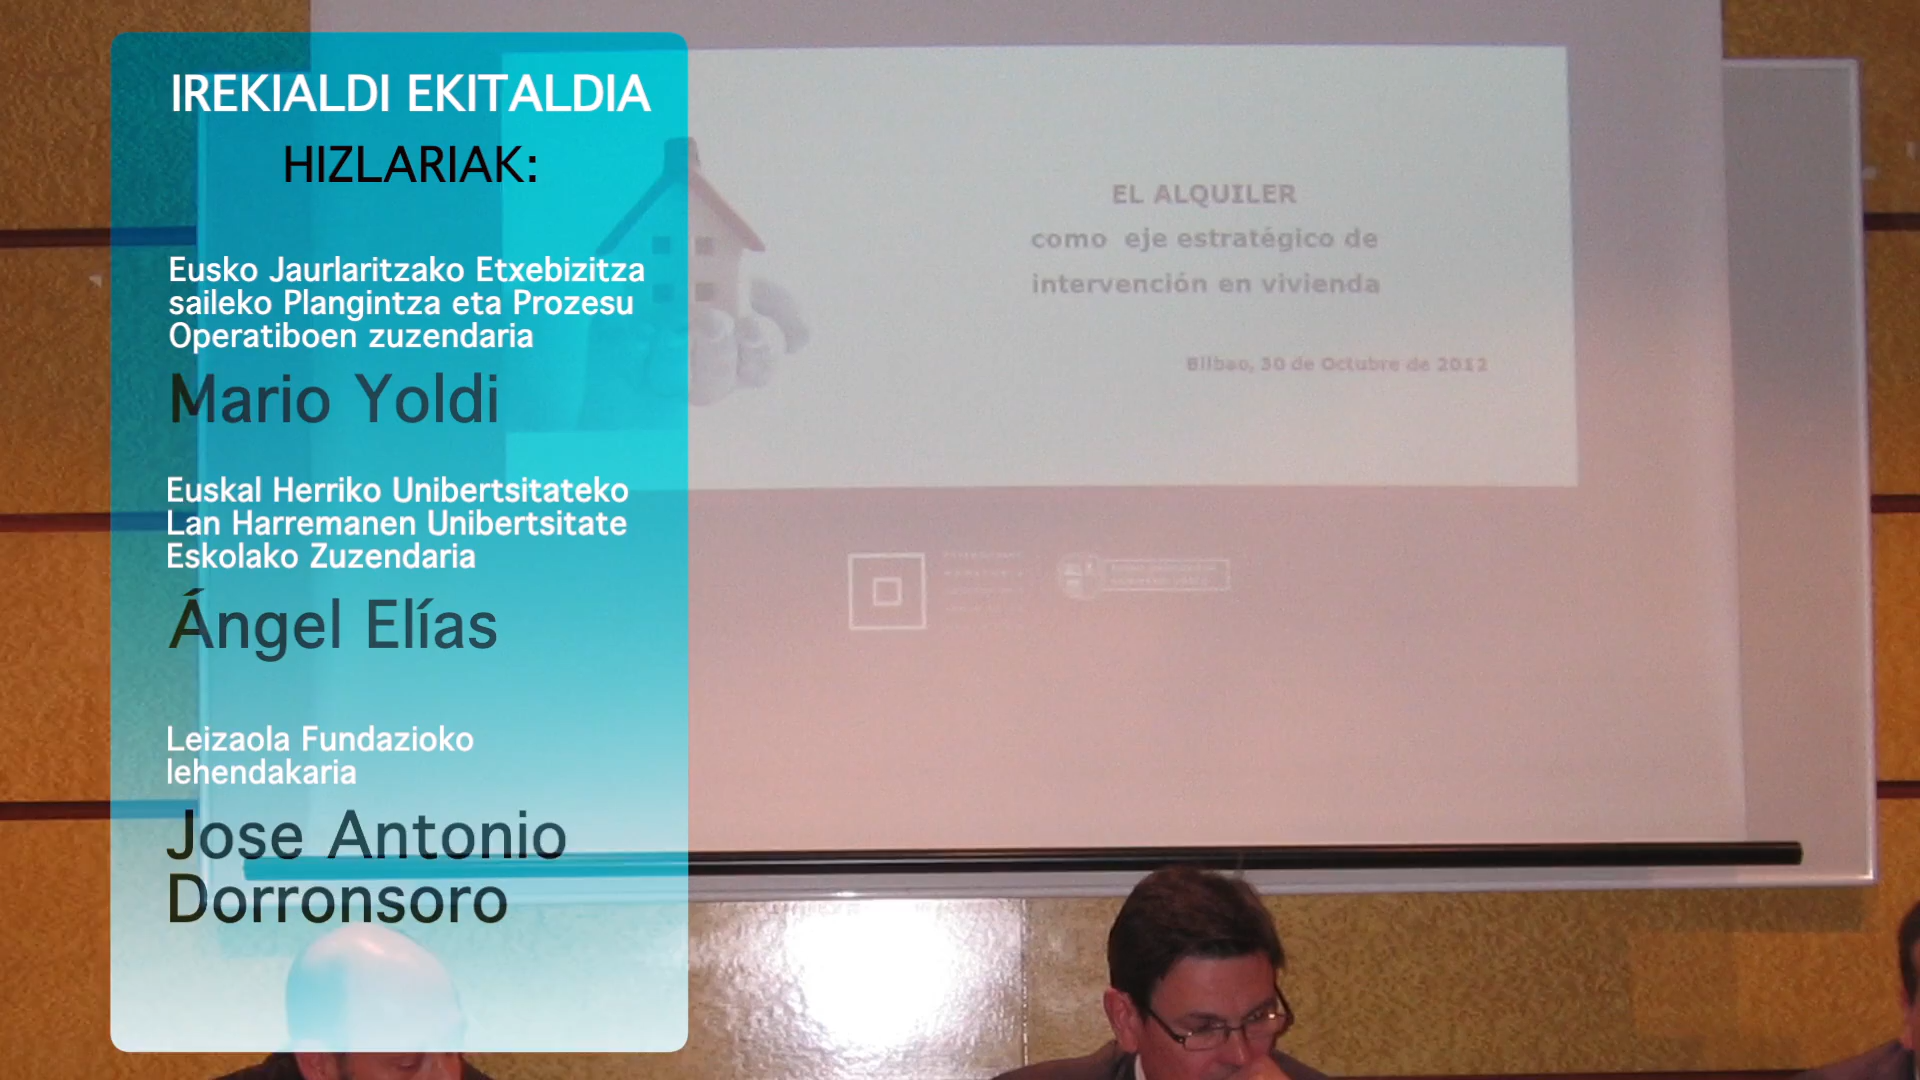 IREKIALDI EKITALDIA
HIZLARIAK:
Eusko Jaurlaritzako Etxebizitza
saileko Plangintza eta Prozesu
Operatiboen zuzendaria
Mario Yoldi
Euskal Herriko Unibertsitateko
Lan Harremanen Unibertsitate
Eskolako Zuzendaria
Ángel Elías
Leizaola Fundazioko
lehendakaria
Jose Antonio
Dorronsoro
EL ALQUILER
como eje estratégico de
intervención en vivienda
Bilbao, 30 de Octubre de 2012